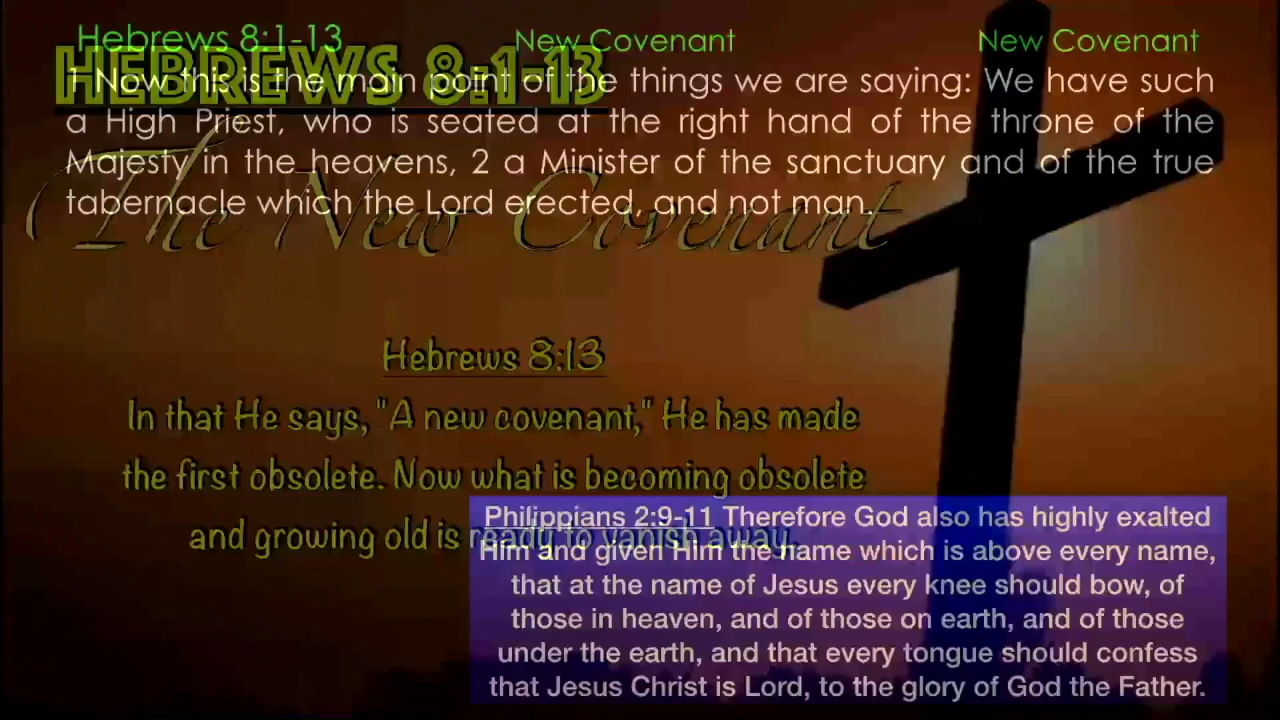 Hebrews 8:1-13 New Covenant New Covenant
HEBREWS 8:1-13
1 Now this is the main point of the things we are saying: We have such
a High Priest, who is seated at the right hand of the throne of the
Majesty in the heavens, 2 a Minister of the sanctuary and of the true
tabernacle which the Lord erected, and not man.
The New Covenant
Hebrews 8:13
In that He says, "A new covenant," He has made
the first obsolete. Now what is becoming obsolete
and growing old is ready to vanish away.
Philippians 2:9-11 Therefore God also has highly exalted
Him and given Him the name which is above every name,
that at the name of Jesus every knee should bow, of
those in heaven, and of those on earth, and of those
under the earth, and that every tongue should confess
that Jesus Christ is Lord, to the glory of God the Father.